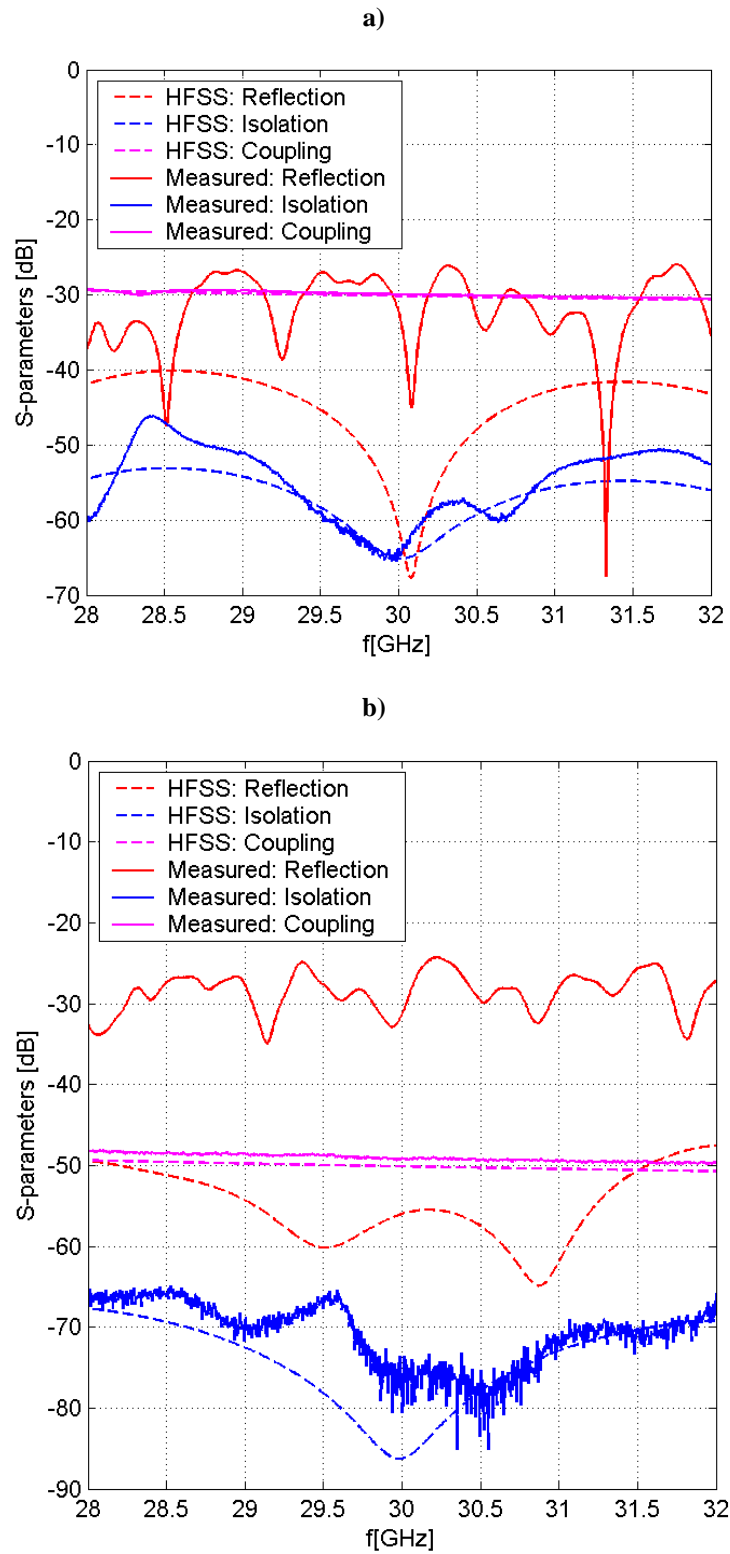 a)
0
-10
-20
-30
-40
-50
-60
-70
S-parameters [dB]
HFSS: Reflection
HFSS: Isolation
HFSS: Coupling
Measured: Reflection
Measured: Isolation
Measured: Coupling
28 28.5 29 29.5 30 30.5 31 31.5 32
f[GHz]
b)
0
-10
-20
-30
-40
-50
-60
-70
-80
-90
S-parameters [dB]
HFSS: Reflection
HFSS: Isolation
HFSS: Coupling
Measured: Reflection
Measured: Isolation
Measured: Coupling
28 28.5 29 29.5 30 30.5 31 31.5 32
f[GHz]